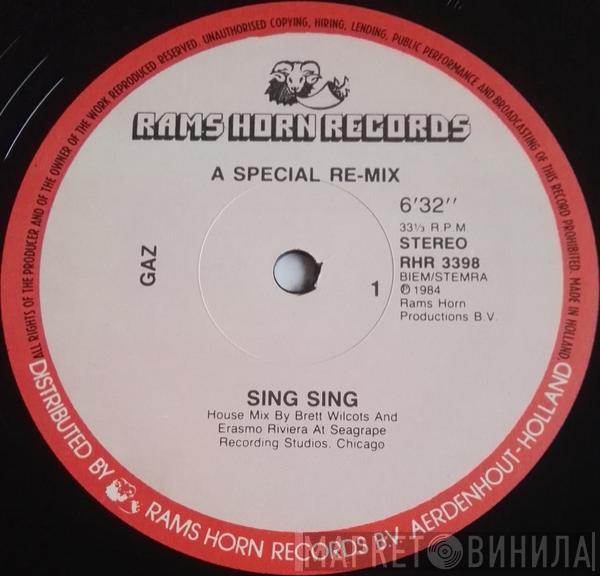 ALL RIGHTS OF THE PRODUCER AND OF THE OWNER OF THE WORK REPRODUCED RESERVED. UNAUTHORISED COPYING, HIRING, LENDING, PUBLIC PERFORMANCE AND BROADCASTING OF THIS RECORD PROHIBITED. MADE IN HOLLAND.
RAMS HORN RECORDS
A SPECIAL RE-MIX
6'32''
33⅓ R.P.M
STEREO
RHR 3398
BIEM/STEMRA
℗ 1984
Rams Horn
Productions B.V.
GAZ
1
SING SING
House Mix By Brett Wilcots And
Erasmo Riviera At Seagrape
Recording Studios. Chicago
DISTRIBUTED BY RAMS HORN RECORDS B.V. AERDENHOUT-HOLLAND
МАРКЕТ ВИНИЛА